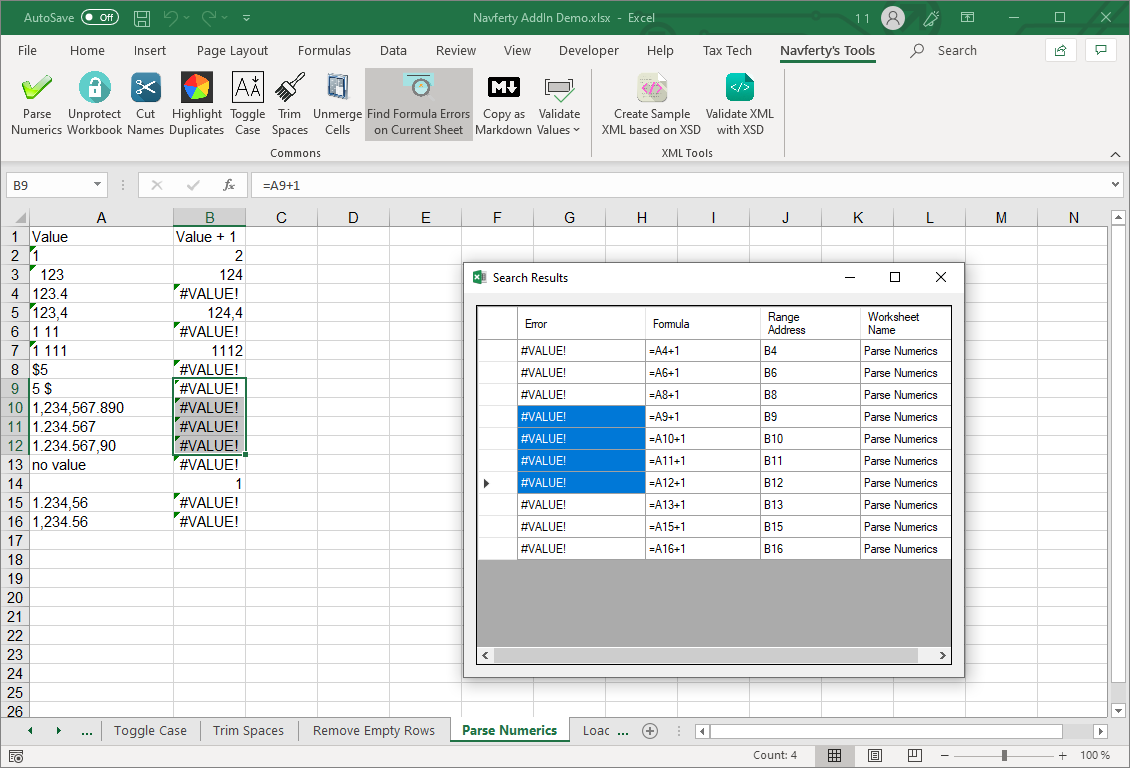 AutoSave Off Navferty AddIn Demo.xlsx - Excel 1 1
File Home Insert Page Layout Formulas Data Review View Developer Help Tax Tech Navferty's Tools Search
Parse Numerics
Unprotect Workbook
Cut Names
Highlight Duplicates
Toggle Case
Trim Spaces
Unmerge Cells
Find Formula Errors on Current Sheet
Copy as Markdown
Validate Values
Create Sample XML based on XSD
Validate XML with XSD
Commons XML Tools
B9 fx =A9+1
A B C D E F G H I J K L M N
1 Value Value + 1
2 1 2
3 123 124
4 123.4 #VALUE!
5 123,4 124,4
6 1 11 #VALUE!
7 1 111 1112
8 $5 #VALUE!
9 5 $ #VALUE!
10 1,234,567.890 #VALUE!
11 1.234.567 #VALUE!
12 1.234.567,90 #VALUE!
13 no value #VALUE!
14 1
15 1.234,56 #VALUE!
16 1,234.56 #VALUE!
17
18
19
20
21
22
23
24
25
26
Search Results
Error Formula Range Address Worksheet Name
#VALUE! =A4+1 B4 Parse Numerics
#VALUE! =A6+1 B6 Parse Numerics
#VALUE! =A8+1 B8 Parse Numerics
#VALUE! =A9+1 B9 Parse Numerics
#VALUE! =A10+1 B10 Parse Numerics
#VALUE! =A11+1 B11 Parse Numerics
#VALUE! =A12+1 B12 Parse Numerics
#VALUE! =A13+1 B13 Parse Numerics
#VALUE! =A15+1 B15 Parse Numerics
#VALUE! =A16+1 B16 Parse Numerics
... Toggle Case Trim Spaces Remove Empty Rows Parse Numerics Loac ...
Count: 4 100 %